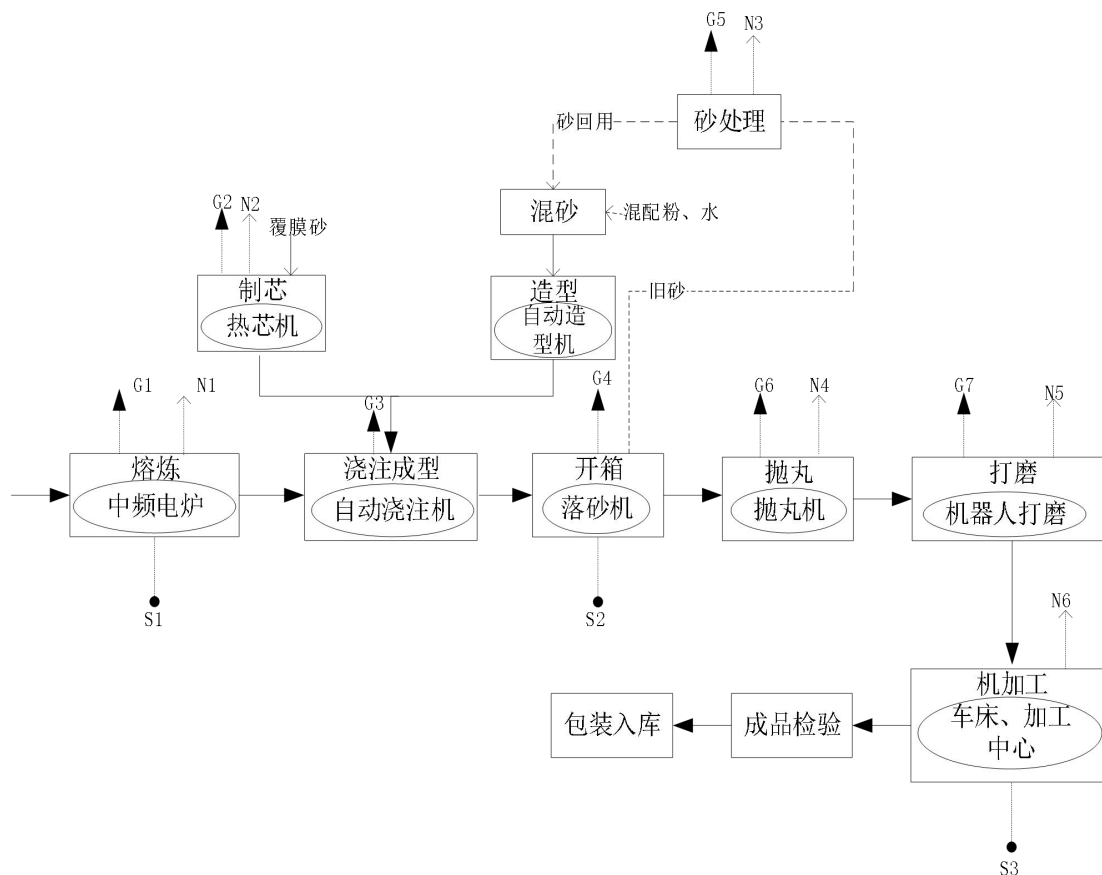 G5
N3
砂处理
砂回用
混砂
混配粉、水
G2
N2
覆膜砂
制芯
热芯机
造型
自动造
型机
旧砂
G1
N1
G3
G4
G6
N4
G7
N5
熔炼
中频电炉
浇注成型
自动浇注机
开箱
落砂机
抛丸
抛丸机
打磨
机器人打磨
S1
S2
N6
机加工
车床、加工
中心
成品检验
包装入库
S3